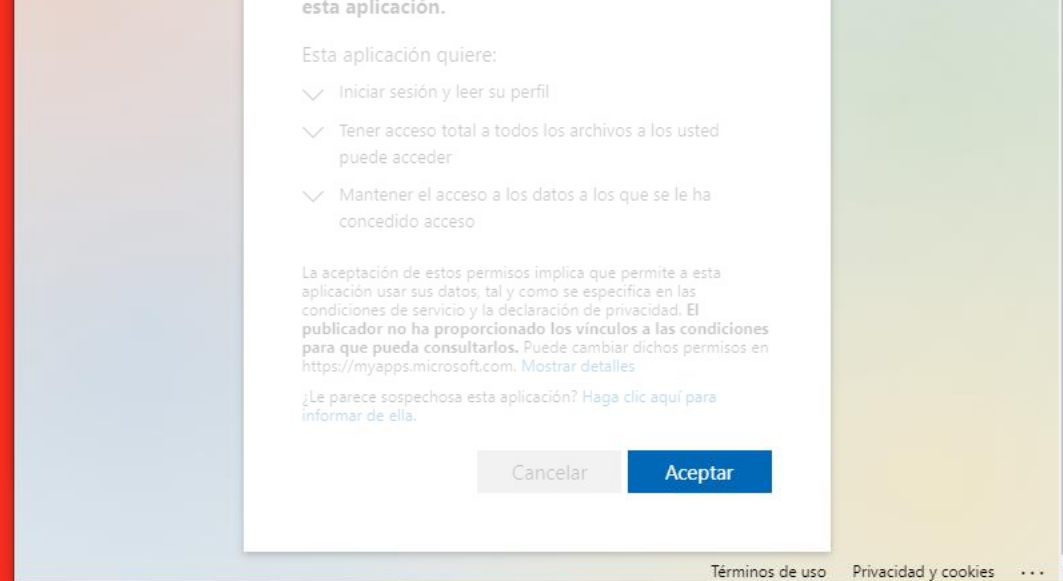 esta aplicación.
Esta aplicación quiere:
Iniciar sesión y leer su perfil
Tener acceso total a todos los archivos a los usted
puede acceder
Mantener el acceso a los datos a los que se le ha
concedido acceso
La aceptación de estos permisos implica que permite a esta
aplicación usar sus datos, tal y como se especifica en las
condiciones de servicio y la declaración de privacidad. El
publicador no ha proporcionado los vínculos a las condiciones
para que pueda consultarlos. Puede cambiar dichos permisos en
https://myapps.microsoft.com. Mostrar detalles
¿Le parece sospechosa esta aplicación? Haga clic aquí para
informar de ella.
Cancelar Aceptar
Términos de uso Privacidad y cookies ...